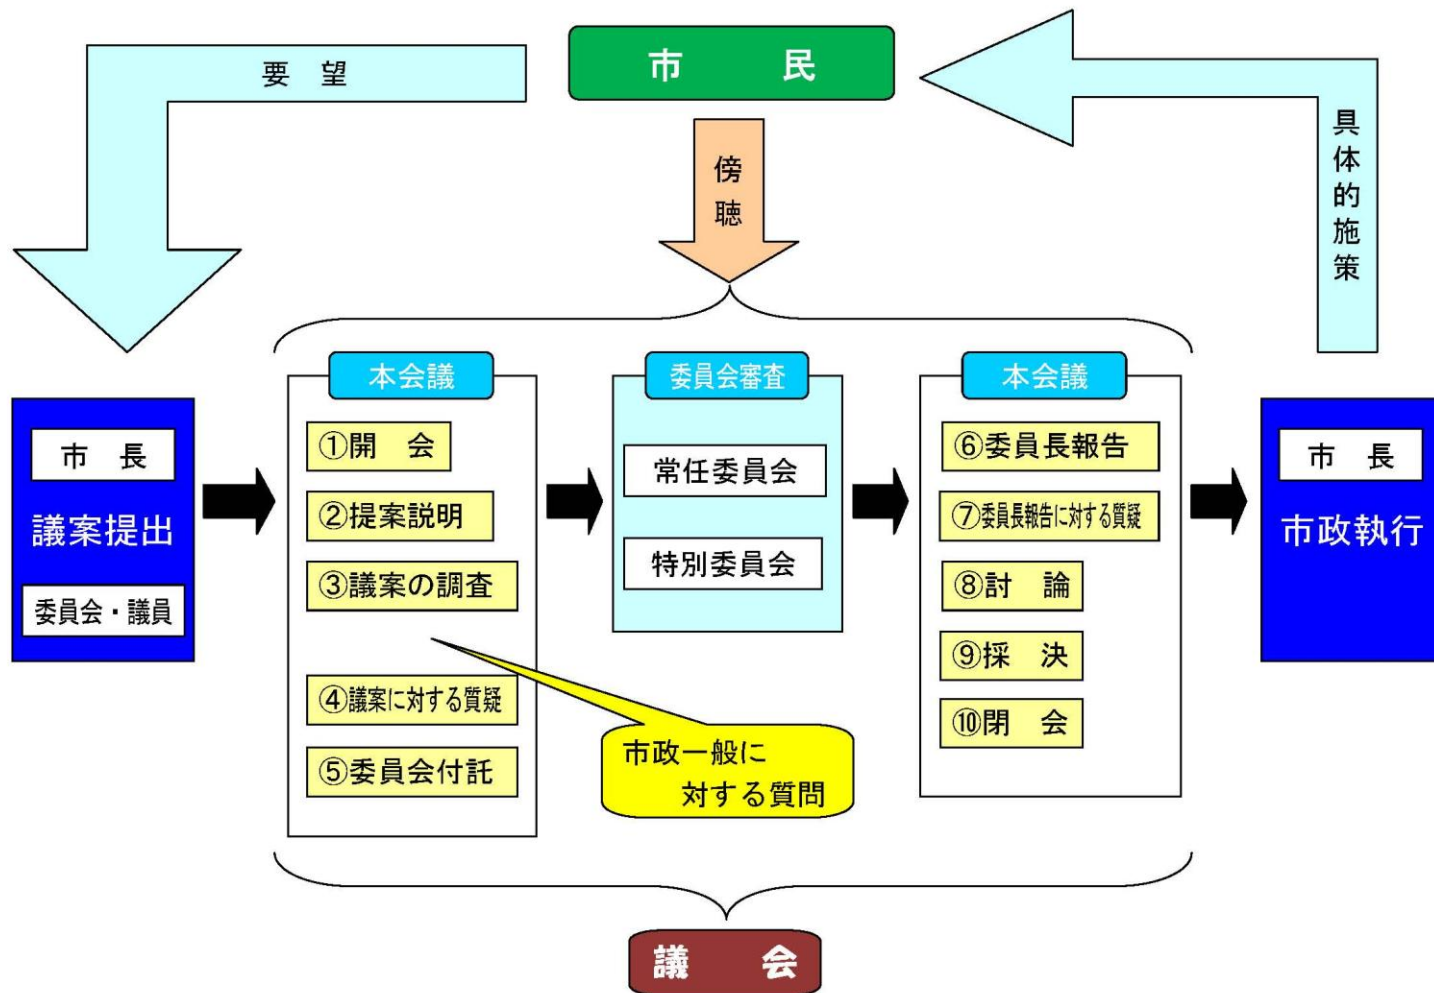 市　民
要　望
傍聴
具体的施策
市　長
議案提出
委員会・議員
本会議
①開　会
②提案説明
③議案の調査
④議案に対する質疑
⑤委員会付託
市政一般に
対する質問
委員会審査
常任委員会
特別委員会
本会議
⑥委員長報告
⑦委員長報告に対する質疑
⑧討　論
⑨採　決
⑩閉　会
市　長
市政執行
議　会